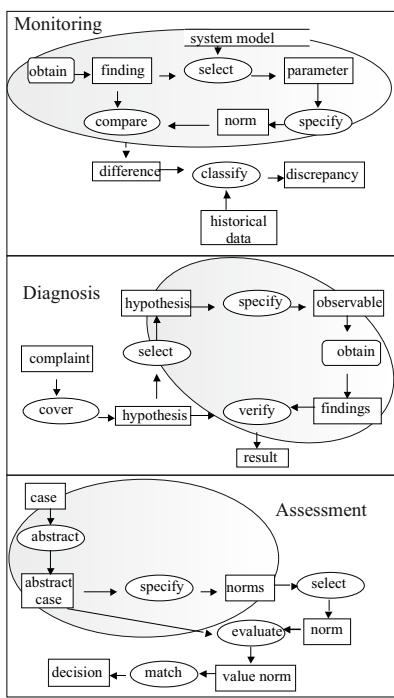 Monitoring
system model
obtain
finding
select
parameter
compare
norm
specify
difference
classify
discrepancy
historical
data
Diagnosis
hypothesis
specify
observable
complaint
select
obtain
cover
hypothesis
verify
findings
result
case
Assessment
abstract
abstract
case
specify
norms
select
evaluate
norm
decision
match
value norm